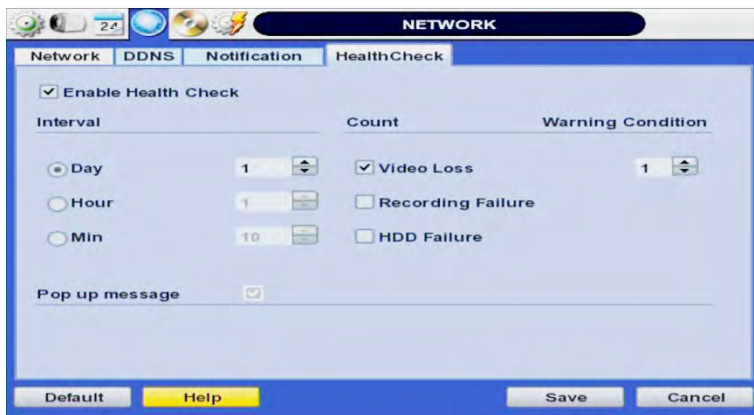 24
NETWORK
Network DDNS Notification HealthCheck
Enable Health Check
Interval Count Warning Condition
Day 1 Video Loss 1
Hour 1 Recording Failure
Min 10 HDD Failure
Pop up message
Default Help Save Cancel